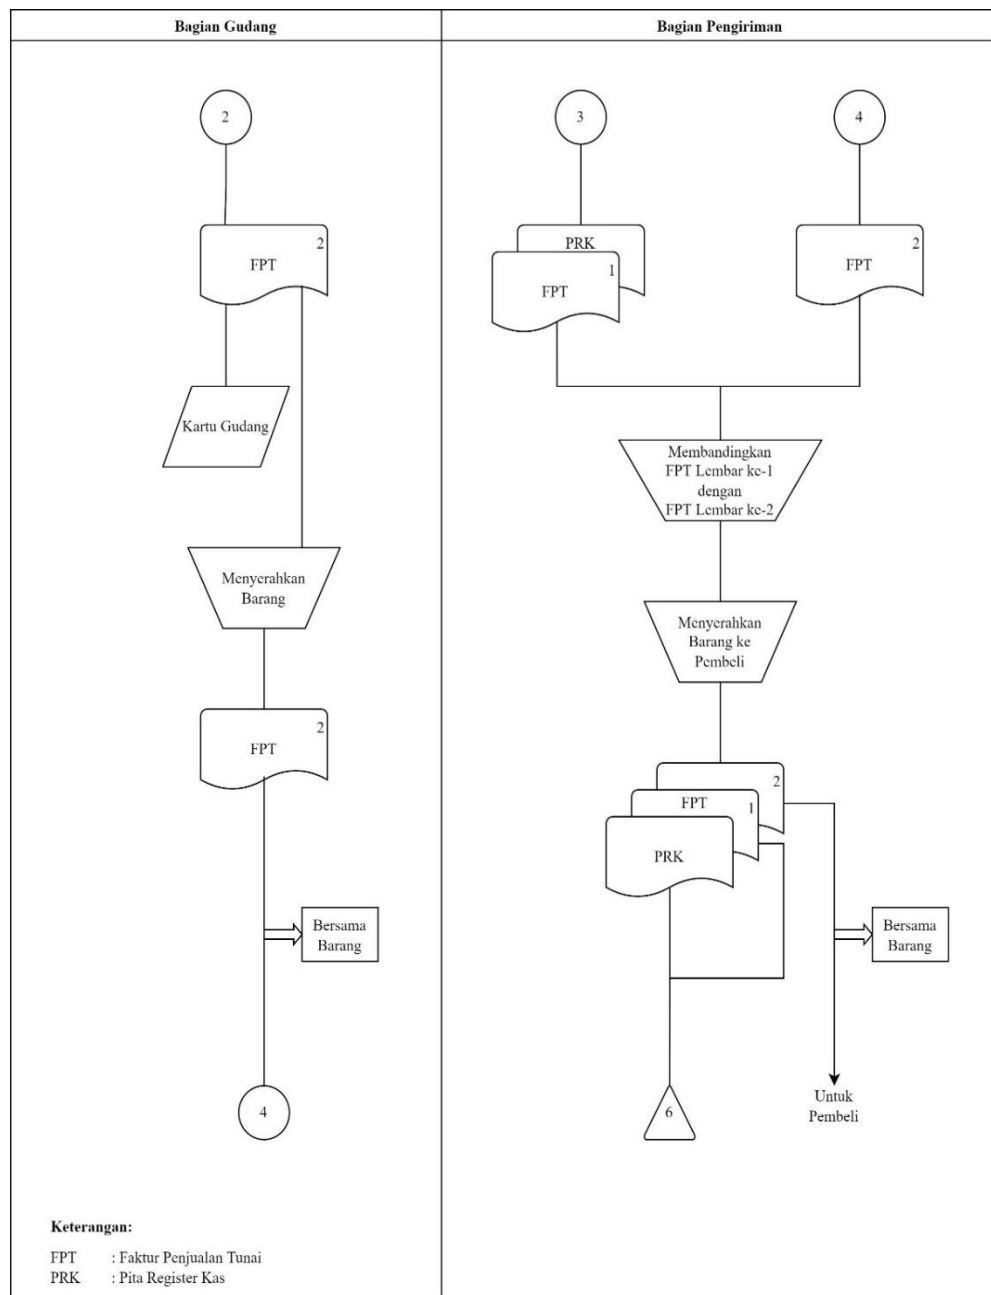 Bagian Gudang
Bagian Pengiriman
2
2
FPT
Kartu Gudang
Menyerahkan
Barang
2
FPT
Bersama
Barang
4
3
4
PRK
1
FPT
2
FPT
Membandingkan
FPT Lembar ke-1
dengan
FPT Lembar ke-2
Menyerahkan
Barang ke
Pembeli
2
FPT
1
PRK
Bersama
Barang
6
Untuk
Pembeli
Keterangan:
FPT : Faktur Penjualan Tunai
PRK : Pita Register Kas